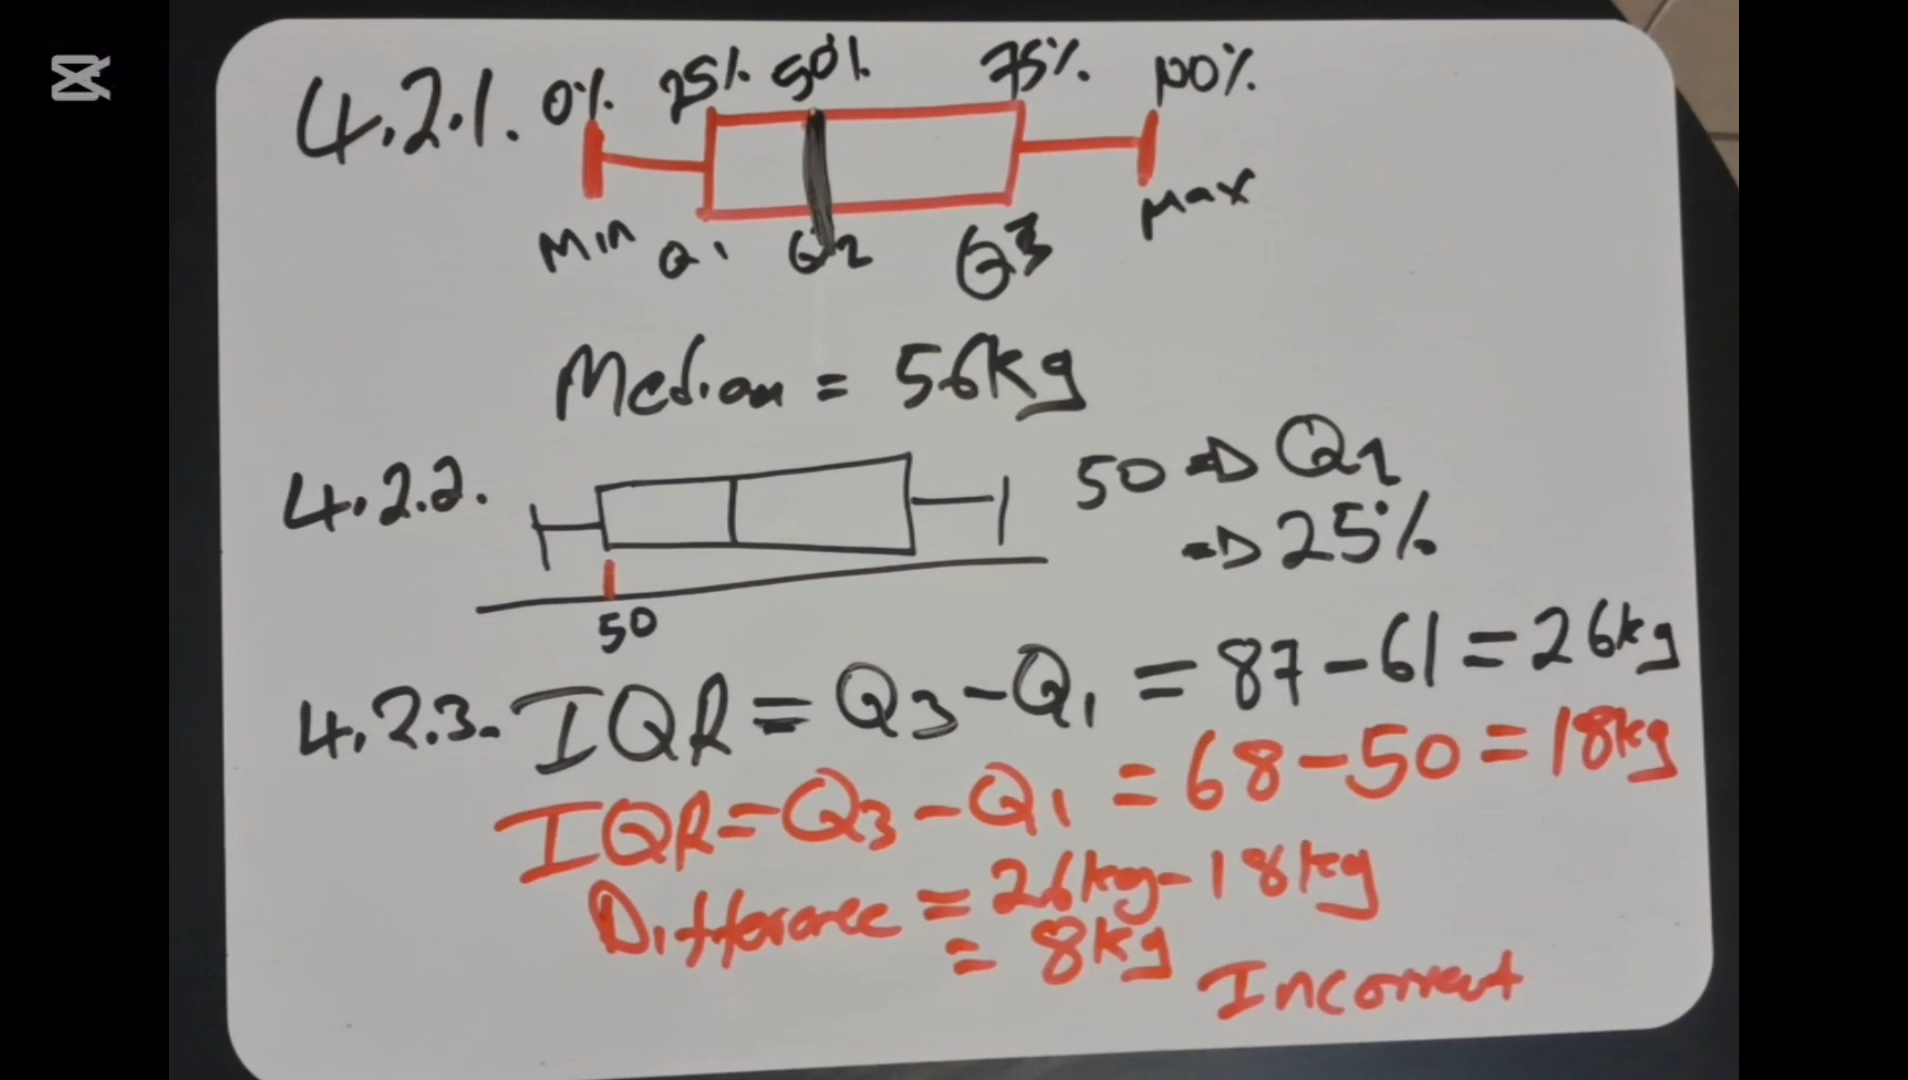 4.2.1. 0% 25% 50% 75% 100%
Min Q1 Q2 Q3 Max
Median = 56kg
4.2.2. 50 ⇒ Q1
⇒ 25%
50
4.2.3. IQR = Q3 - Q1 = 87 - 61 = 26kg
IQR = Q3 - Q1 = 68 - 50 = 18kg
Difference = 26kg - 18kg
= 8kg
Incorrect